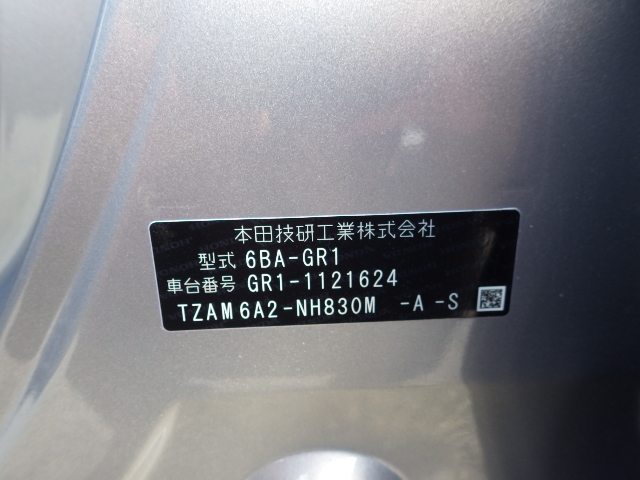 本田技研工業株式会社
型式 6BA-GR1
車台番号 GR1-1121624
TZAM6A2-NH830M -A -S